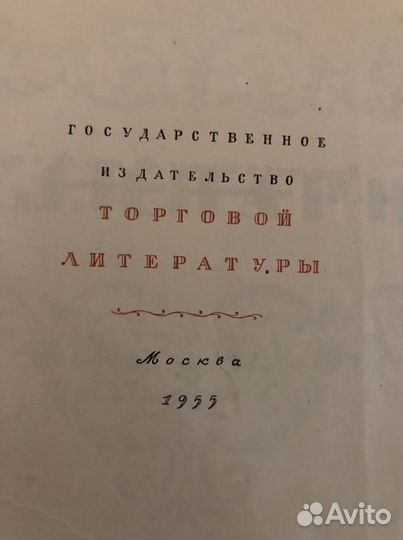 ГОСУДАРСТВЕННОЕ
ИЗДАТЕЛЬСТВО
ТОРГОВОЙ
ЛИТЕРАТУРЫ
Москва
1955
Avito